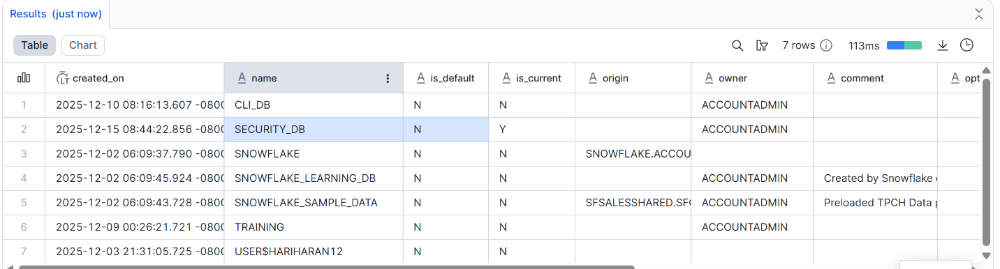 Results (just now)
Table Chart 7 rows 113ms
created_on name is_default is_current origin owner comment opt
1 2025-12-10 08:16:13.607 -0800 CLI_DB N N ACCOUNTADMIN
2 2025-12-15 08:44:22.856 -0800 SECURITY_DB N Y ACCOUNTADMIN
3 2025-12-02 06:09:37.790 -0800 SNOWFLAKE N N SNOWFLAKE.ACCOU
4 2025-12-02 06:09:45.924 -0800 SNOWFLAKE_LEARNING_DB N N ACCOUNTADMIN Created by Snowflake
5 2025-12-02 06:09:43.728 -0800 SNOWFLAKE_SAMPLE_DATA N N SFSALESSHARED.SF ACCOUNTADMIN Preloaded TPCH Data
6 2025-12-09 00:26:21.721 -0800 TRAINING N N ACCOUNTADMIN
7 2025-12-03 21:31:05.725 -0800 USER$HARIHARAN12 N N